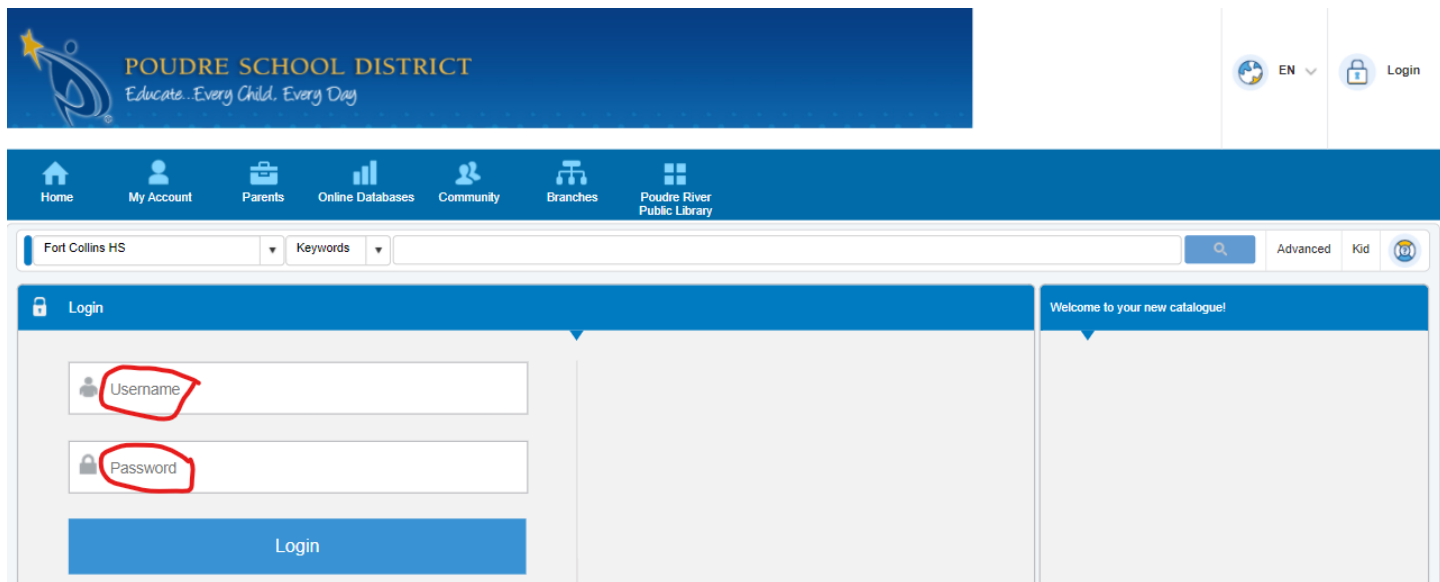 POUDRE SCHOOL DISTRICT
Educate...Every Child, Every Day
EN
Login
Home
My Account
Parents
Online Databases
Community
Branches
Poudre River
Public Library
Fort Collins HS
Keywords
Advanced
Kid
Login
Welcome to your new catalogue!
Username
Password
Login